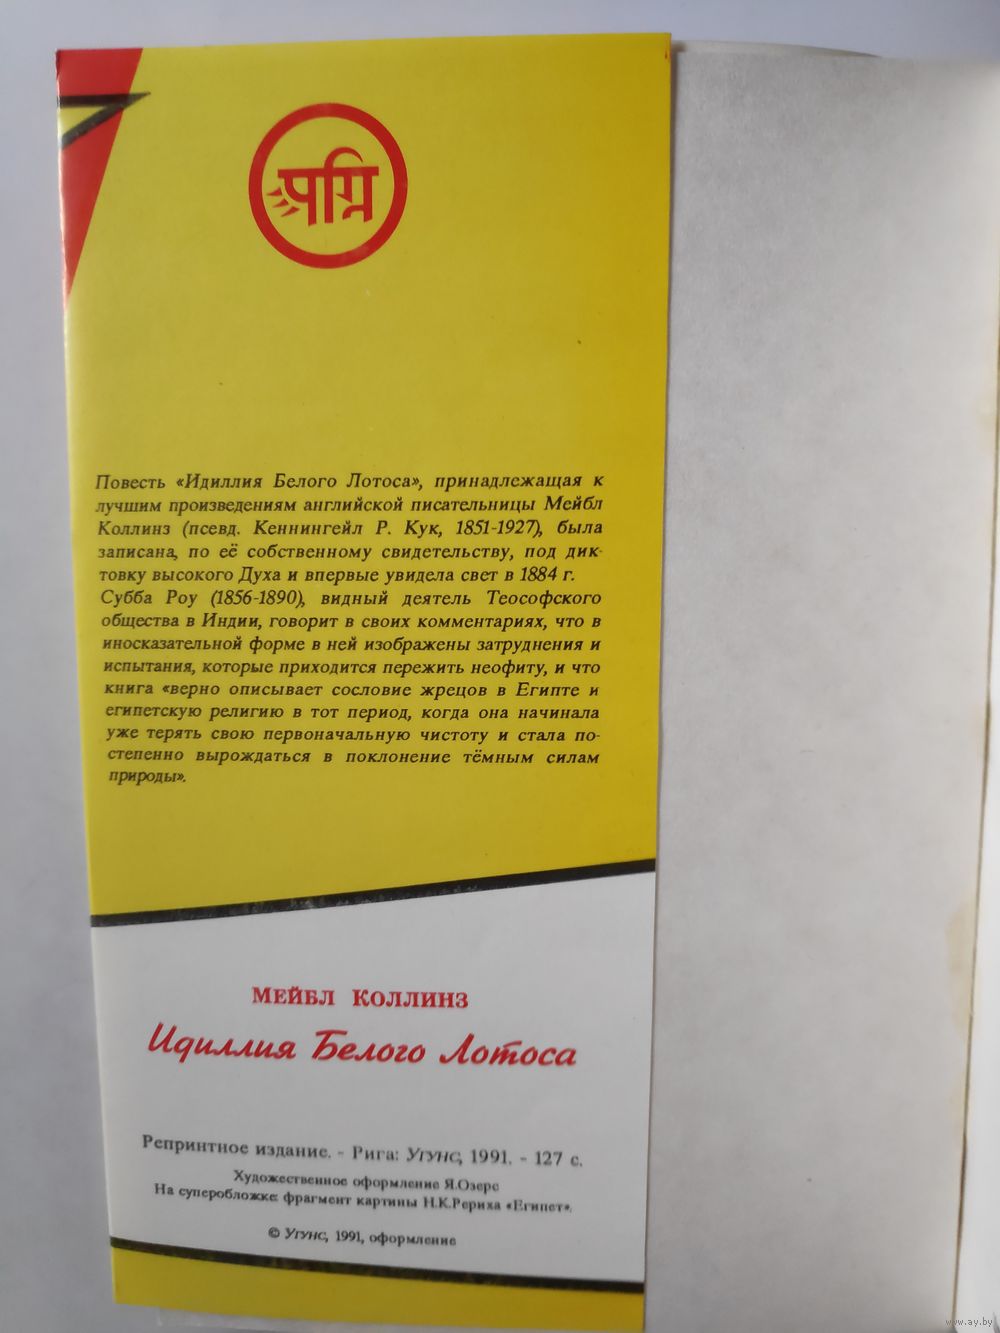 Повесть «Идиллия Белого Лотоса», принадлежащая к
лучшим произведениям английской писательницы Мейбл
Коллинз (псевд. Кеннингейл Р. Кук, 1851-1927), была
записана, по её собственному свидетельству, под дик-
товку высокого Духа и впервые увидела свет в 1884 г.
Субба Роу (1856-1890), видный деятель Теософского
общества в Индии, говорит в своих комментариях, что в
иносказательной форме в ней изображены затруднения и
испытания, которые приходится пережить неофиту, и что
книга «верно описывает сословие жрецов в Египте и
египетскую религию в тот период, когда она начинала
уже терять свою первоначальную чистоту и стала по-
степенно вырождаться в поклонение тёмным силам
природы».
МЕЙБЛ КОЛЛИНЗ
Идиллия Белого Лотоса
Репринтное издание. - Рига: Угунс, 1991. - 127 с.
Художественное оформление Я.Озерс
На суперобложке: фрагмент картины Н.К.Рериха «Египет».
© Угунс, 1991, оформление
www.ay.by